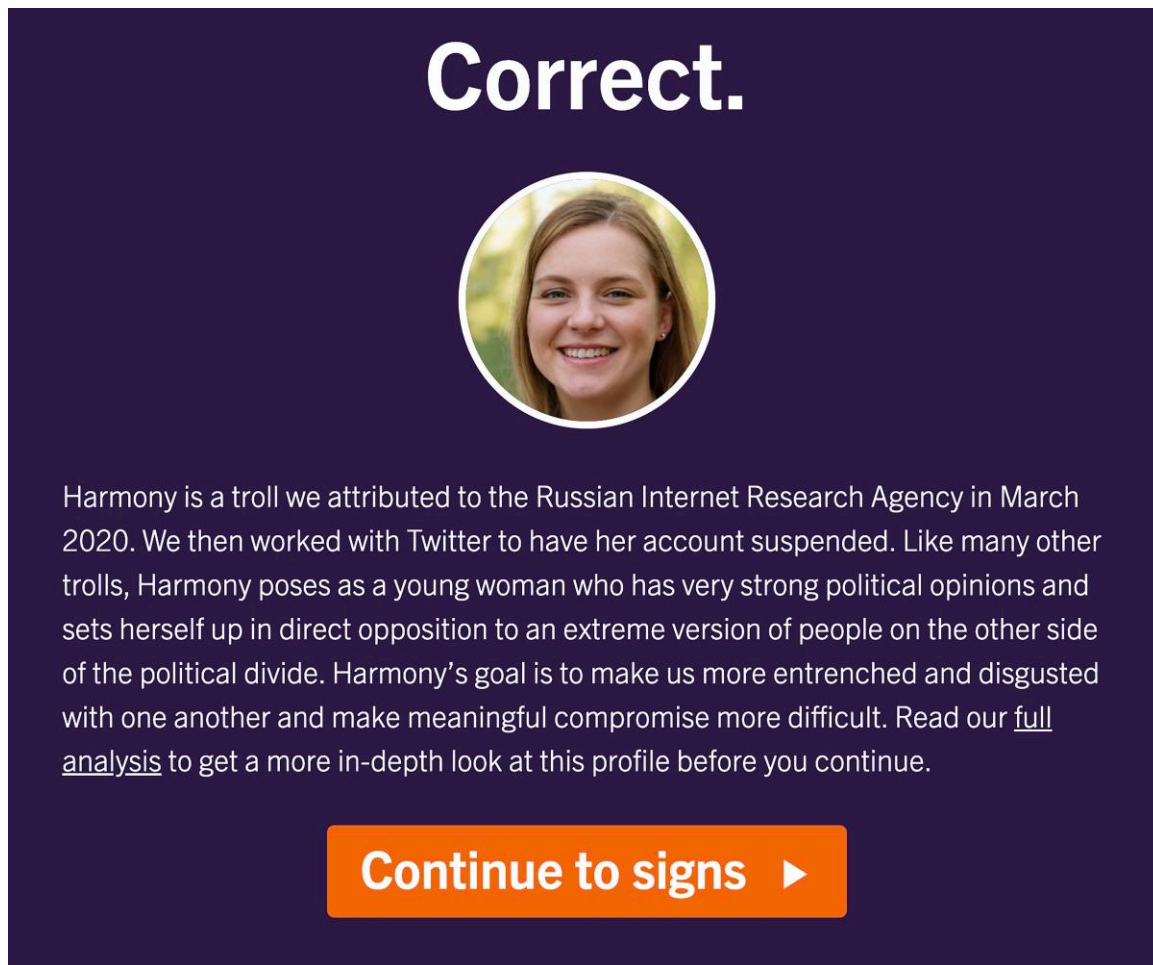 Correct.
Harmony is a troll we attributed to the Russian Internet Research Agency in March
2020. We then worked with Twitter to have her account suspended. Like many other
trolls, Harmony poses as a young woman who has very strong political opinions and
sets herself up in direct opposition to an extreme version of people on the other side
of the political divide. Harmony’s goal is to make us more entrenched and disgusted
with one another and make meaningful compromise more difficult. Read our full
analysis to get a more in-depth look at this profile before you continue.
Continue to signs